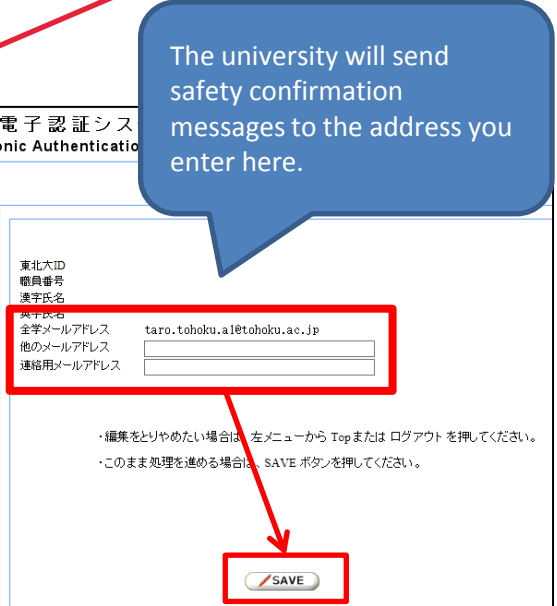 The university will send
safety confirmation
messages to the address you
enter here.
電子認証シス
onic Authenticatio
東北大ID
職員番号
漢字氏名
英字氏名
全学メールアドレス taro.tohoku.a1@tohoku.ac.jp
他のメールアドレス
連絡用メールアドレス
・編集をとりやめたい場合は、左メニューから Topまたは ログアウト を押してください。
・このまま処理を進める場合は、SAVE ボタンを押してください。
SAVE